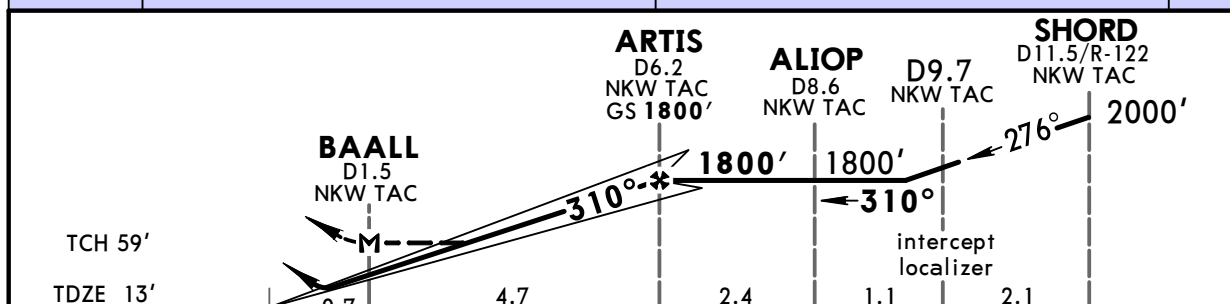 SHORD
D11.5/R-122
NKW TAC
ARTIS
D6.2
NKW TAC
GS 1800′
ALIOP
D8.6
NKW TAC
D9.7
NKW TAC
2000′
276°
BAALL
D1.5
NKW TAC
1800′
1800′
310°
310°
M
TCH 59′
intercept
localizer
TDZE 13′
4.7
2.4
1.1
2.1